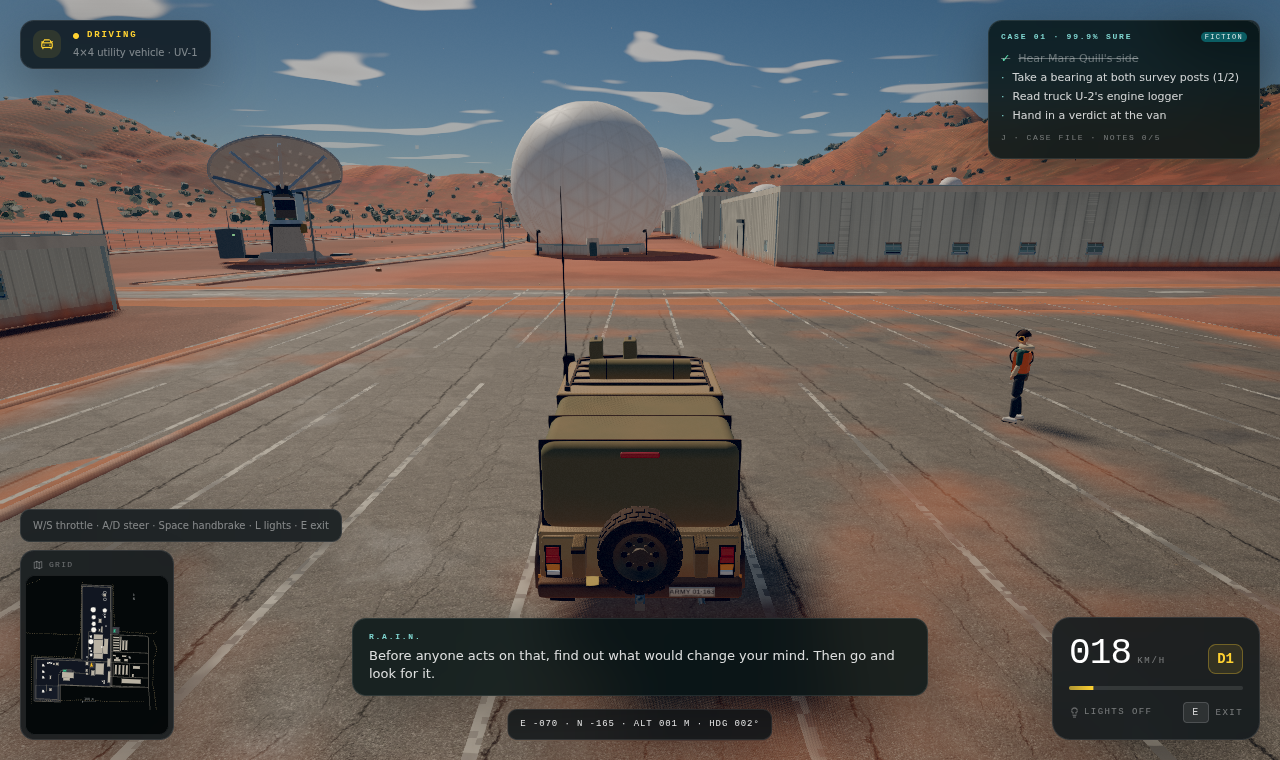 DRIVING
4×4 utility vehicle · UV-1
CASE 01 · 99.9% SURE
FICTION
✓ Hear Mara Quill's side
· Take a bearing at both survey posts (1/2)
· Read truck U-2's engine logger
· Hand in a verdict at the van
J · CASE FILE · NOTES 0/5
W/S throttle · A/D steer · Space handbrake · L lights · E exit
GRID
R.A.I.N.
Before anyone acts on that, find out what would change your mind. Then go and
look for it.
E -070 · N -165 · ALT 001 M · HDG 002°
018 KM/H
D1
LIGHTS OFF
E EXIT